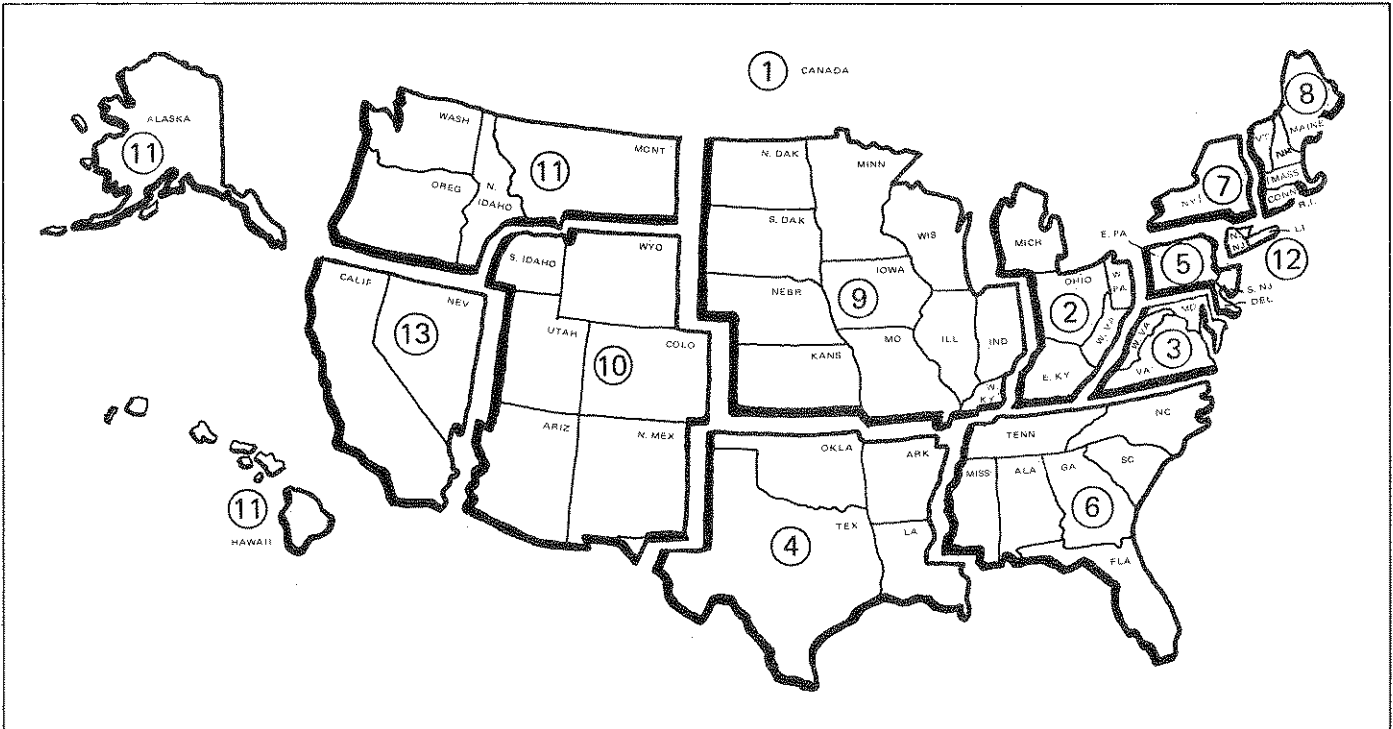 1 CANADA
8
ALASKA
WASH
MAINE
VT
MONT
N. DAK
MINN
NH
11
11
7
MASS
OREG
N.
IDAHO
NY
CONN
R.I.
S. DAK
WIS
MICH
E. PA
LI
WYO
N.
NJ
S. IDAHO
IOWA
OHIO
W.
PA
5
12
CALIF
NEV
NEBR
9
2
S. NJ
DEL
MD
UTAH
COLO
MO
ILL
IND
W. VA
W. VA
3
13
KANS
10
E. KY
VA
W.
KY
ARIZ
N. MEX
OKLA
ARK
TENN
NC
MISS
ALA
GA
SC
11
HAWAII
TEX
LA
6
4
FLA